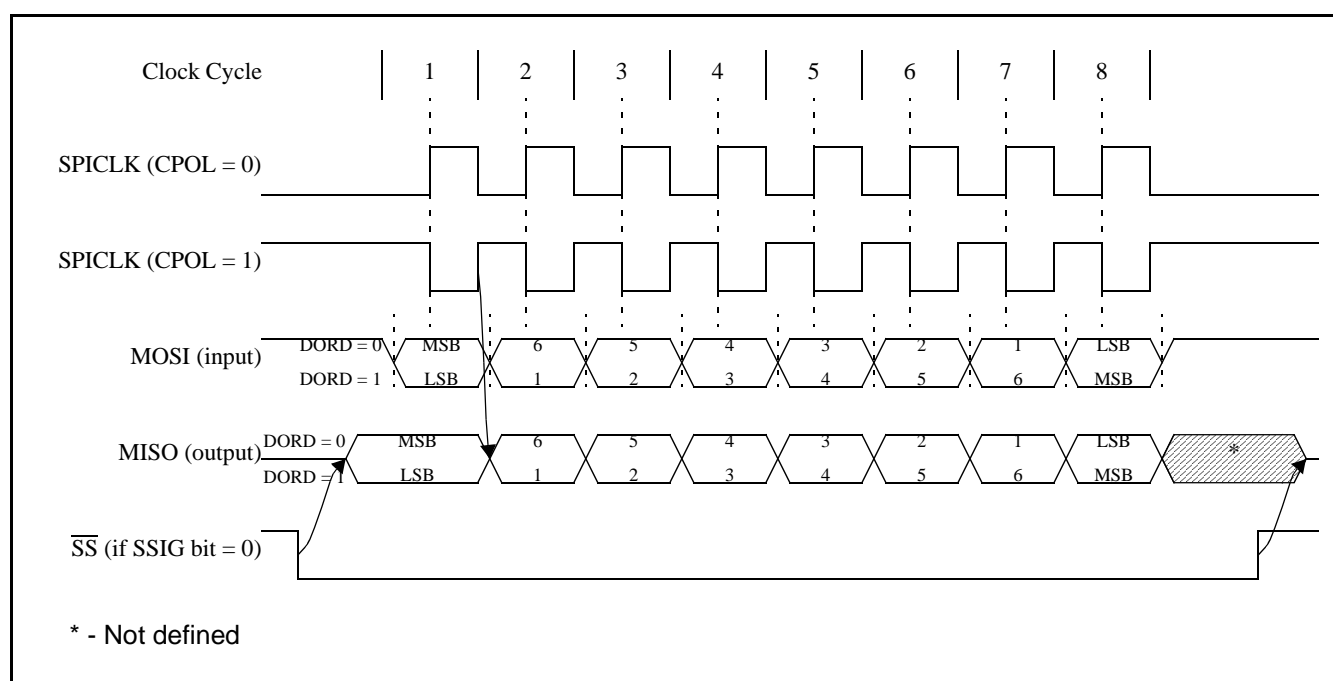 Clock Cycle 1 2 3 4 5 6 7 8
SPICLK (CPOL = 0)
SPICLK (CPOL = 1)
MOSI (input)
DORD = 0 MSB 6 5 4 3 2 1 LSB
DORD = 1 LSB 1 2 3 4 5 6 MSB
MISO (output)
DORD = 0 MSB 6 5 4 3 2 1 LSB *
DORD = 1 LSB 1 2 3 4 5 6 MSB
SS (if SSIG bit = 0)
* - Not defined